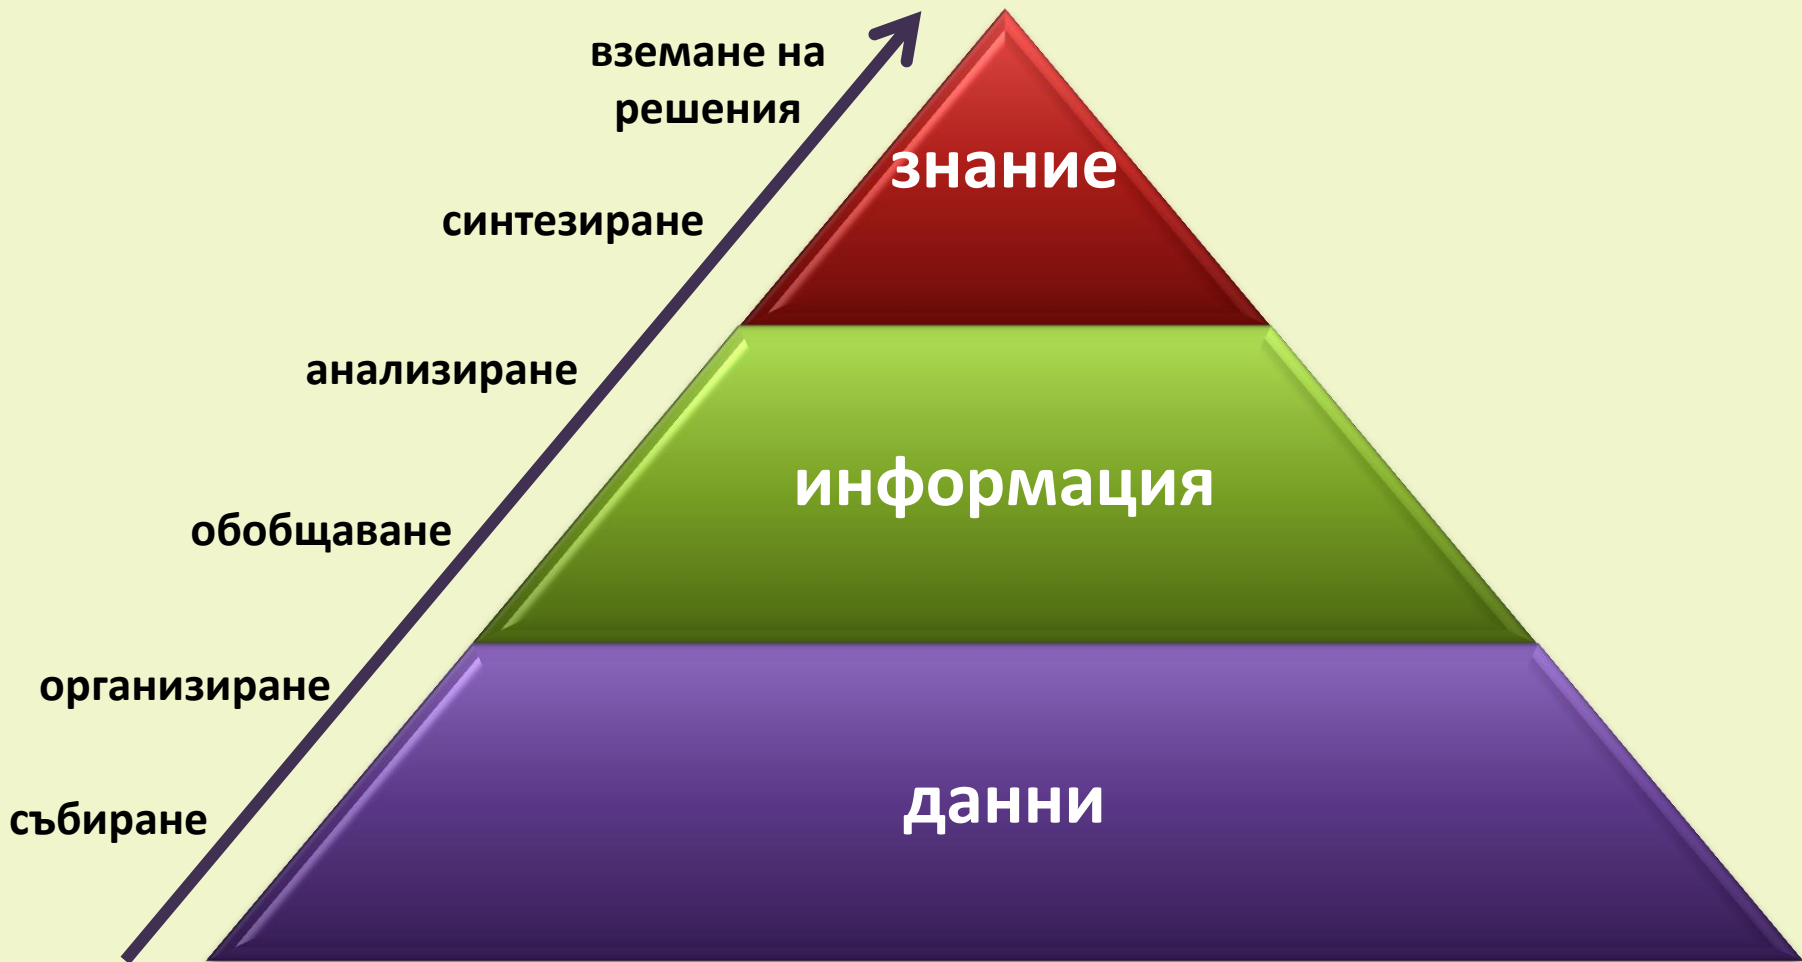 вземане на
решения
знание
синтезиране
анализиране
информация
обобщаване
организиране
данни
събиране